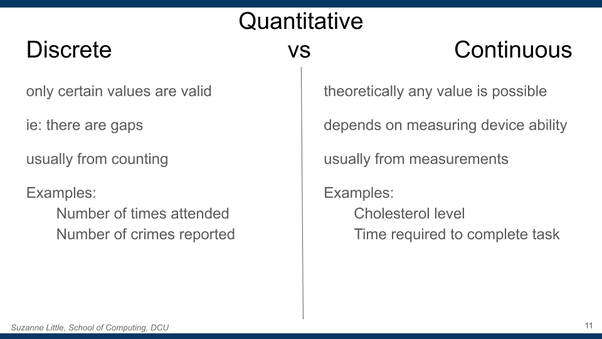 Quantitative
Discrete vs Continuous
only certain values are valid
ie: there are gaps
usually from counting
Examples:
Number of times attended
Number of crimes reported
theoretically any value is possible
depends on measuring device ability
usually from measurements
Examples:
Cholesterol level
Time required to complete task
Suzanne Little, School of Computing, DCU
11